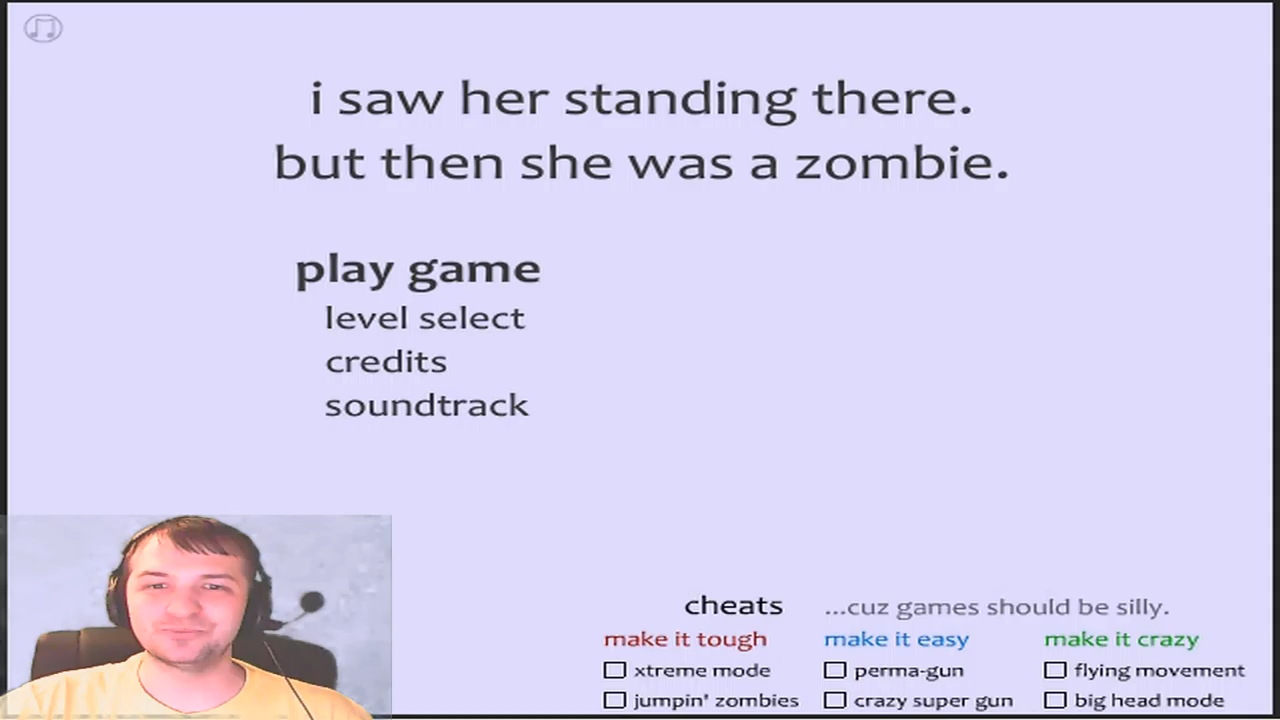 i saw her standing there.
but then she was a zombie.
play game
level select
credits
soundtrack
cheats ...cuz games should be silly.
make it tough make it easy make it crazy
xtreme mode perma-gun flying movement
jumpin' zombies crazy super gun big head mode